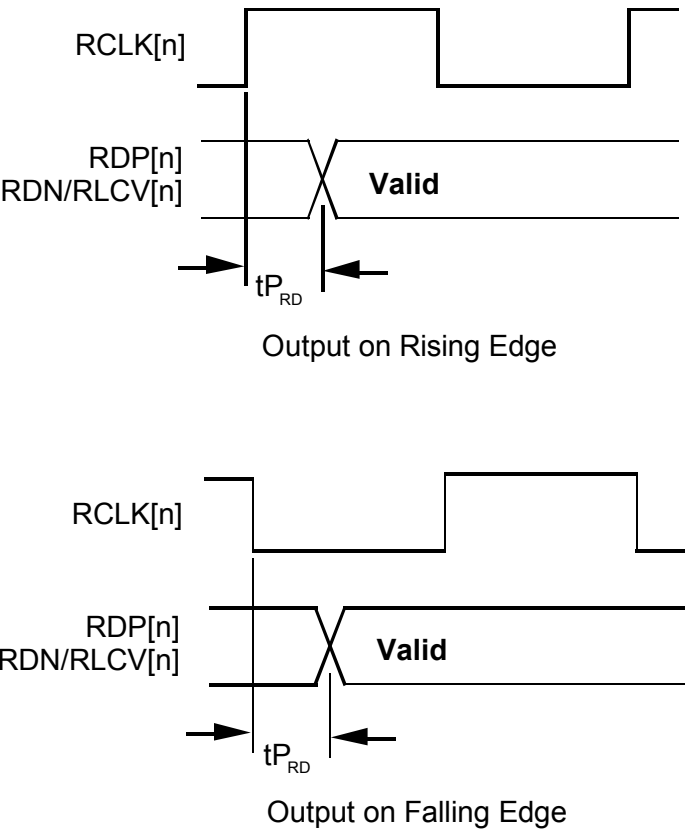 RCLK[n]
RDP[n]
RDN/RLCV[n]
Valid
tP_RD
Output on Rising Edge
RCLK[n]
RDP[n]
RDN/RLCV[n]
Valid
tP_RD
Output on Falling Edge